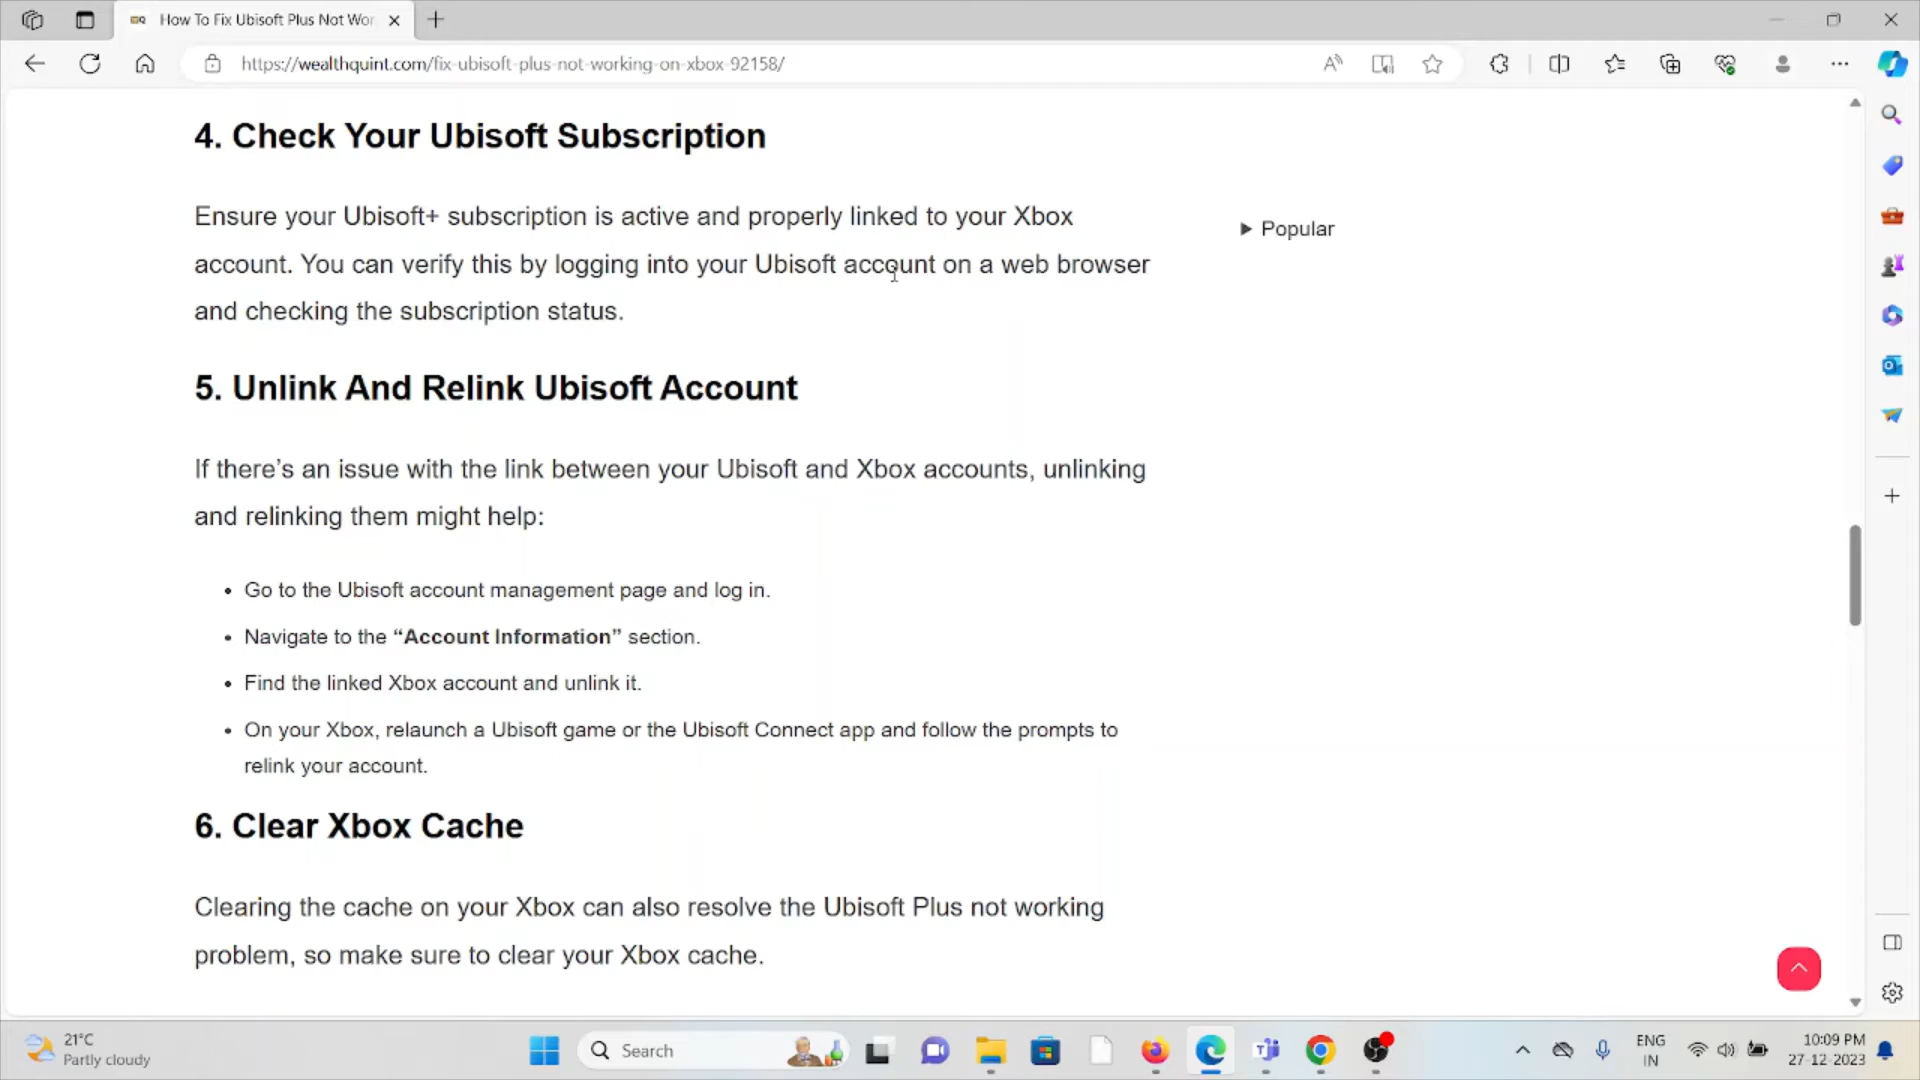 How To Fix Ubisoft Plus Not Wor
https://wealthquint.com/fix-ubisoft-plus-not-working-on-xbox-92158/
4. Check Your Ubisoft Subscription
Ensure your Ubisoft+ subscription is active and properly linked to your Xbox
account. You can verify this by logging into your Ubisoft account on a web browser
and checking the subscription status.
Popular
5. Unlink And Relink Ubisoft Account
If there’s an issue with the link between your Ubisoft and Xbox accounts, unlinking
and relinking them might help:
• Go to the Ubisoft account management page and log in.
• Navigate to the “Account Information” section.
• Find the linked Xbox account and unlink it.
• On your Xbox, relaunch a Ubisoft game or the Ubisoft Connect app and follow the prompts to
relink your account.
6. Clear Xbox Cache
Clearing the cache on your Xbox can also resolve the Ubisoft Plus not working
problem, so make sure to clear your Xbox cache.
21°C
Partly cloudy
Search
ENG
IN
10:09 PM
27-12-2023